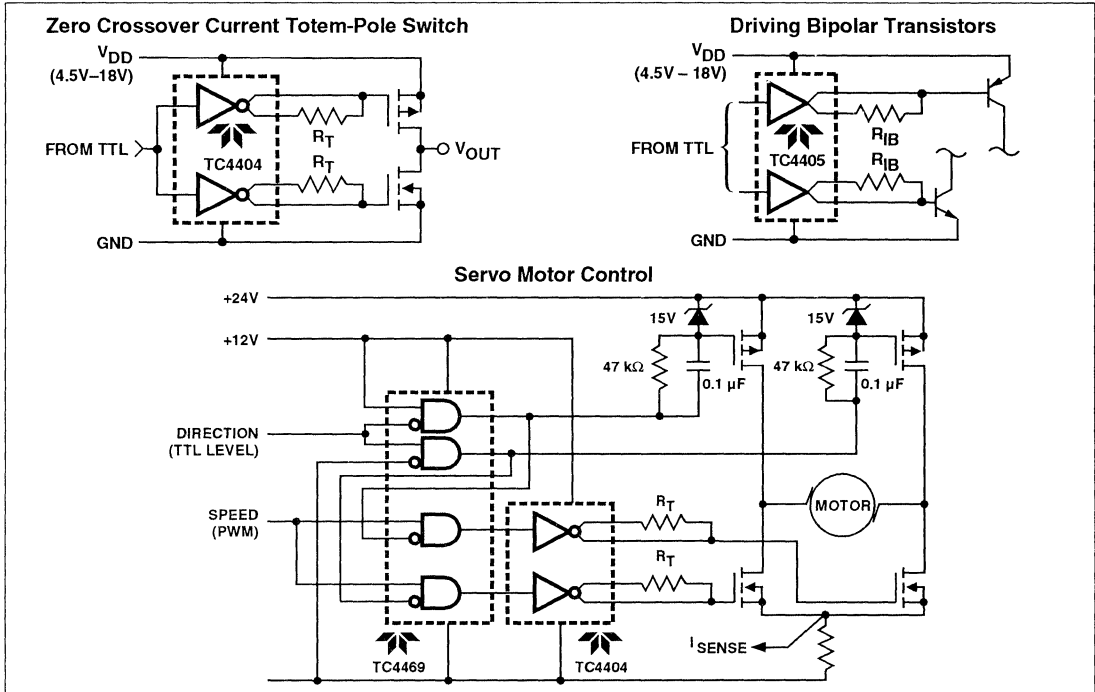 Zero Crossover Current Totem-Pole Switch
V_DD
(4.5V–18V)
R_T
TC4404
FROM TTL
R_T
V_OUT
GND
Driving Bipolar Transistors
V_DD
(4.5V – 18V)
R_IB
TC4405
FROM TTL
R_IB
GND
Servo Motor Control
+24V
15V
15V
+12V
47 kΩ
0.1 µF
47 kΩ
0.1 µF
DIRECTION
(TTL LEVEL)
SPEED
(PWM)
R_T
MOTOR
R_T
TC4469
TC4404
I_SENSE